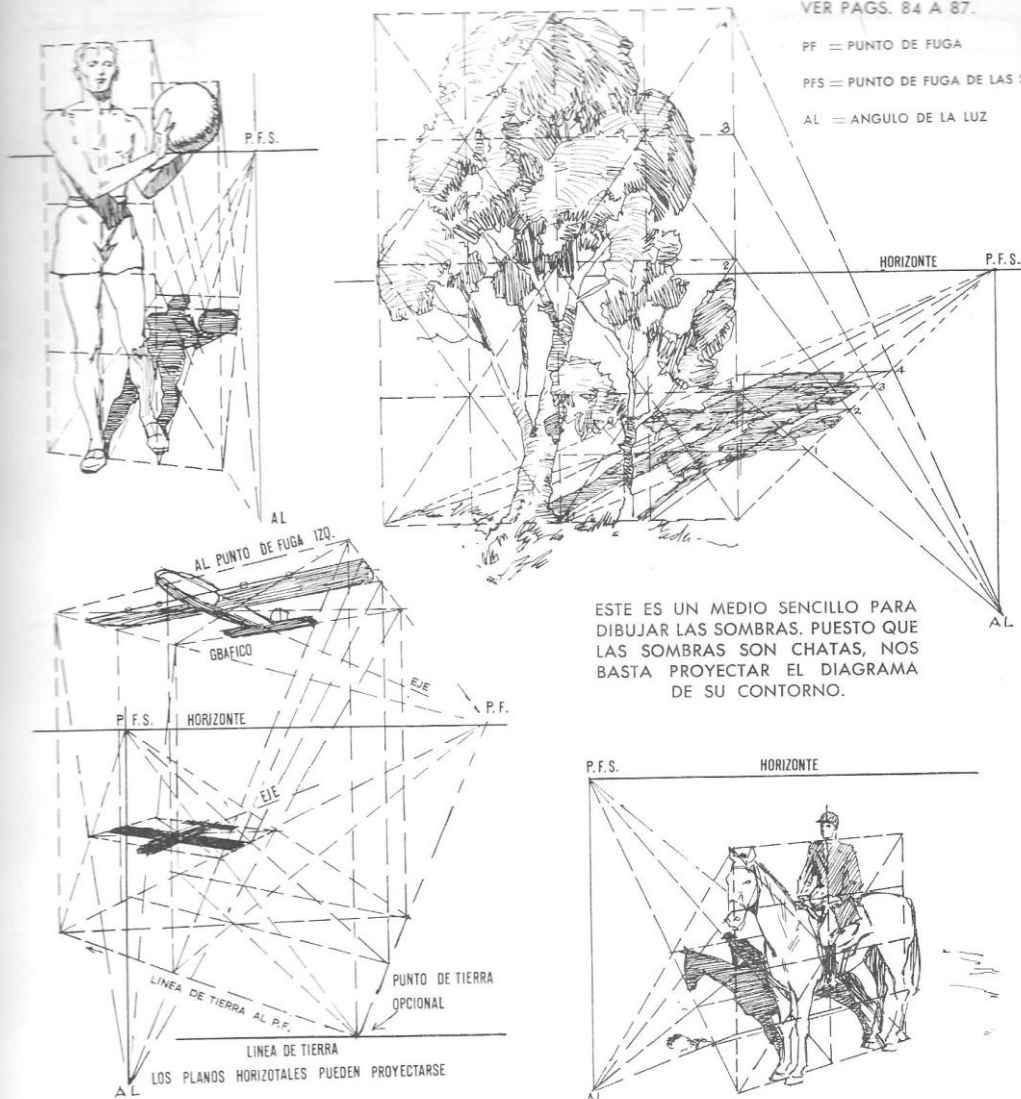 VER PAGS. 84 A 87.
PF = PUNTO DE FUGA
PFS = PUNTO DE FUGA DE LAS
AL = ANGULO DE LA LUZ
P.F.S.
AL
4
3
2
HORIZONTE
P.F.S.
4
3
2
1
AL
AL PUNTO DE FUGA IZQ.
GBAFICO
EJE
P.F.
P.F.S.
HORIZONTE
EJE
LINEA DE TIERRA AL P.F.
PUNTO DE TIERRA
OPCIONAL
LINEA DE TIERRA
LOS PLANOS HORIZOTALES PUEDEN PROYECTARSE
AL
ESTE ES UN MEDIO SENCILLO PARA
DIBUJAR LAS SOMBRAS. PUESTO QUE
LAS SOMBRAS SON CHATAS, NOS
BASTA PROYECTAR EL DIAGRAMA
DE SU CONTORNO.
P.F.S.
HORIZONTE
AL